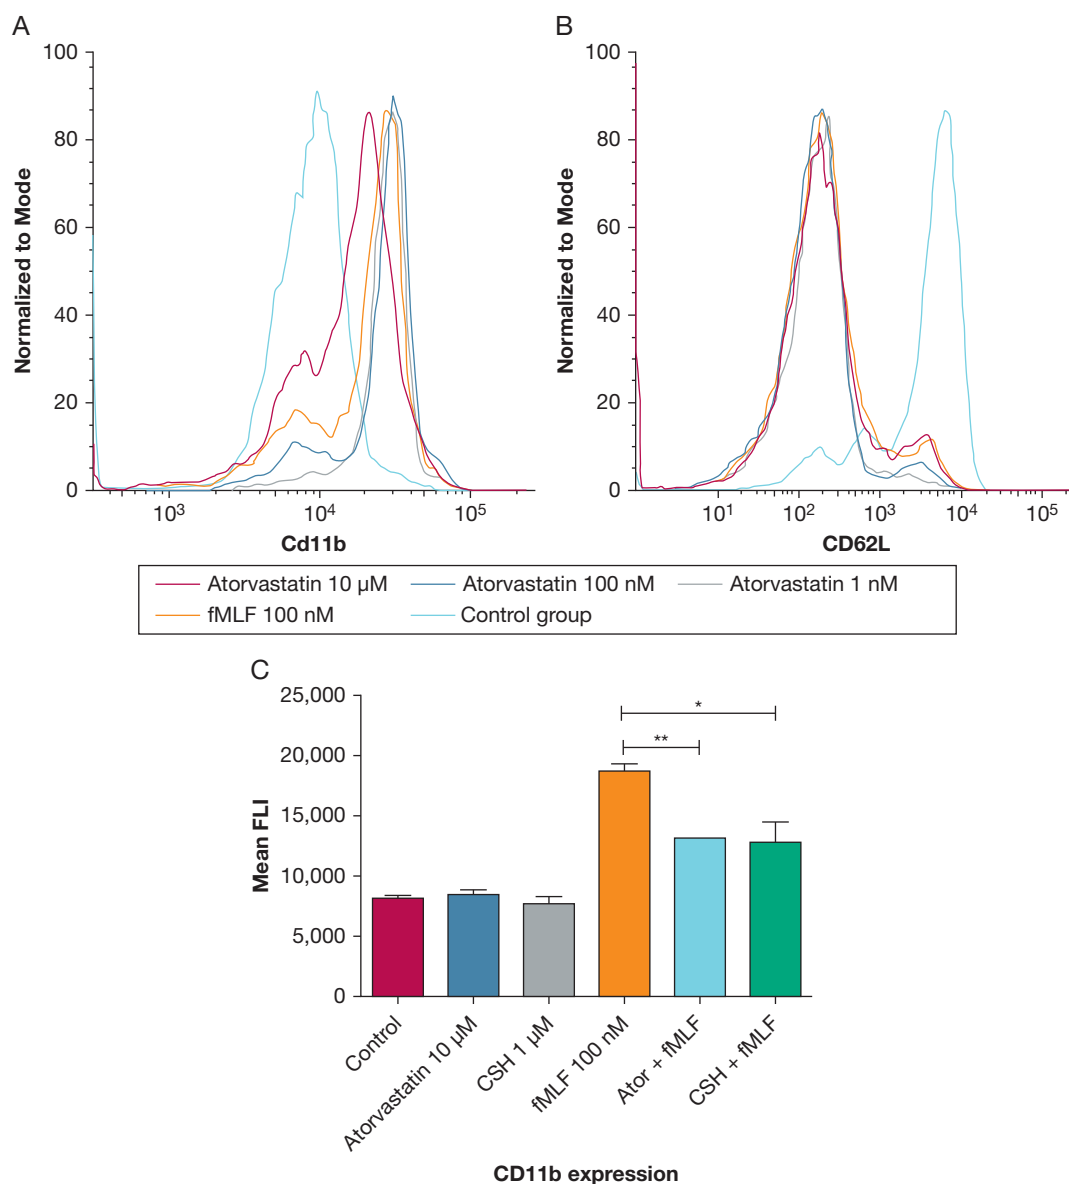 A
B
100
80
60
40
20
0
Normalized to Mode
10³
10⁴
10⁵
Cd11b
100
80
60
40
20
0
Normalized to Mode
10¹
10²
10³
10⁴
10⁵
CD62L
Atorvastatin 10 µM
Atorvastatin 100 nM
Atorvastatin 1 nM
fMLF 100 nM
Control group
C
25,000
20,000
15,000
10,000
5,000
0
Mean FLI
*
**
Control
Atorvastatin 10 µM
CSH 1 µM
fMLF 100 nM
Ator + fMLF
CSH + fMLF
CD11b expression